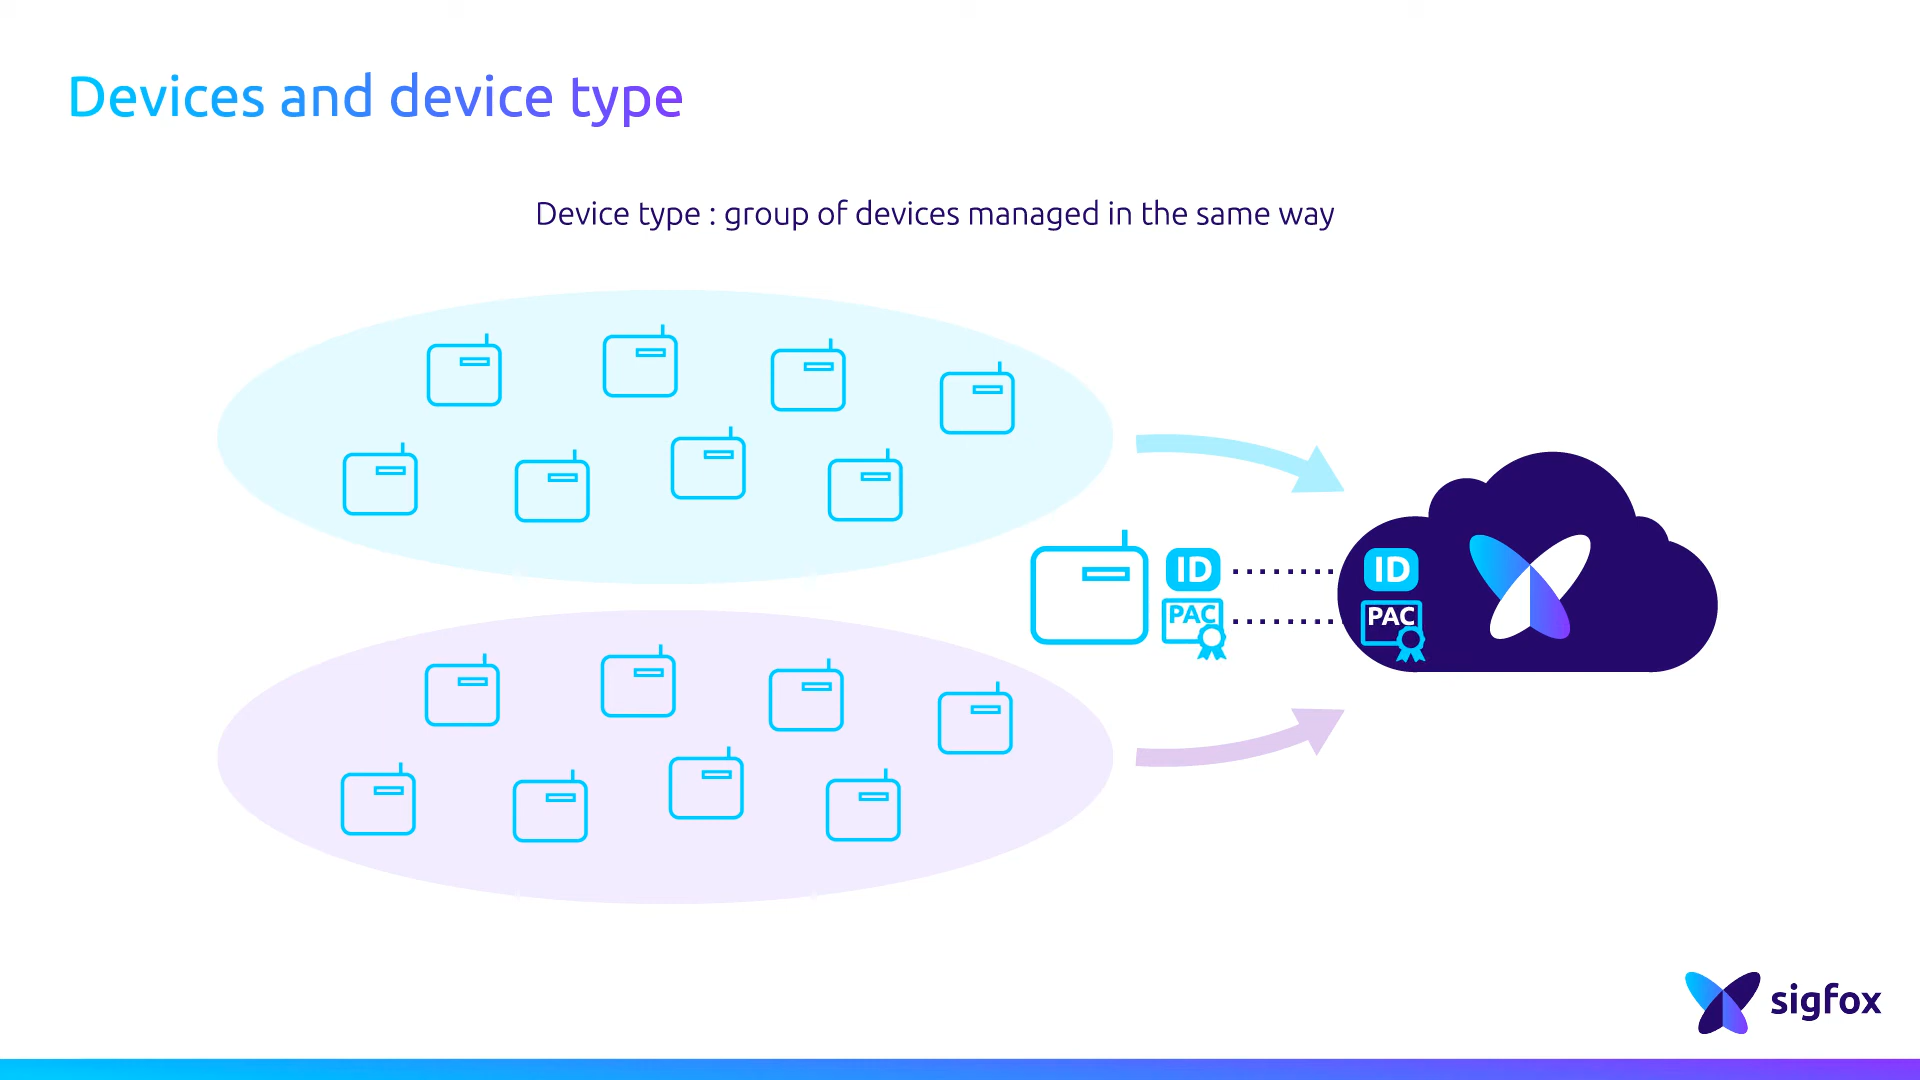 Devices and device type
Device type : group of devices managed in the same way
ID
ID
PAC
PAC
sigfox